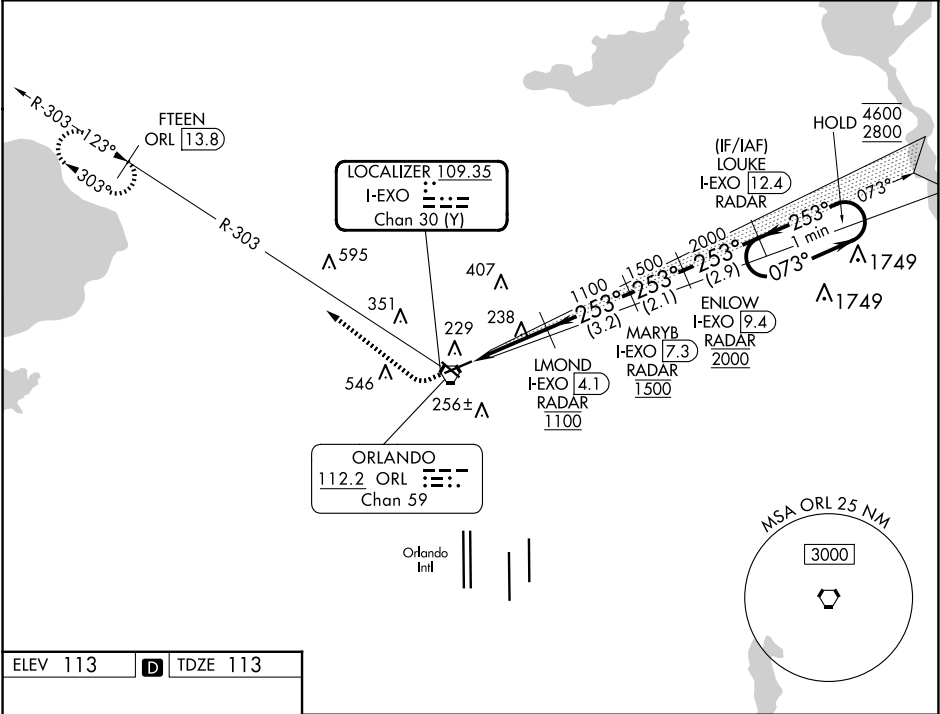 R-303
123°
303°
FTEEN
ORL 13.8
R-303
LOCALIZER 109.35
I-EXO
Chan 30 (Y)
595
407
351
238
229
546
256±
HOLD 4600
2800
(IF/IAF)
LOUKE
I-EXO 12.4
RADAR
073°
253°
1 min
073°
1749
1749
2000
253°
(2.9)
1500
253°
(2.1)
1100
253°
(3.2)
ENLOW
I-EXO 9.4
RADAR
2000
MARYB
I-EXO 7.3
RADAR
1500
LMOND
I-EXO 4.1
RADAR
1100
ORLANDO
112.2 ORL
Chan 59
Orlando
Intl
MSA ORL 25 NM
3000
ELEV 113 D TDZE 113